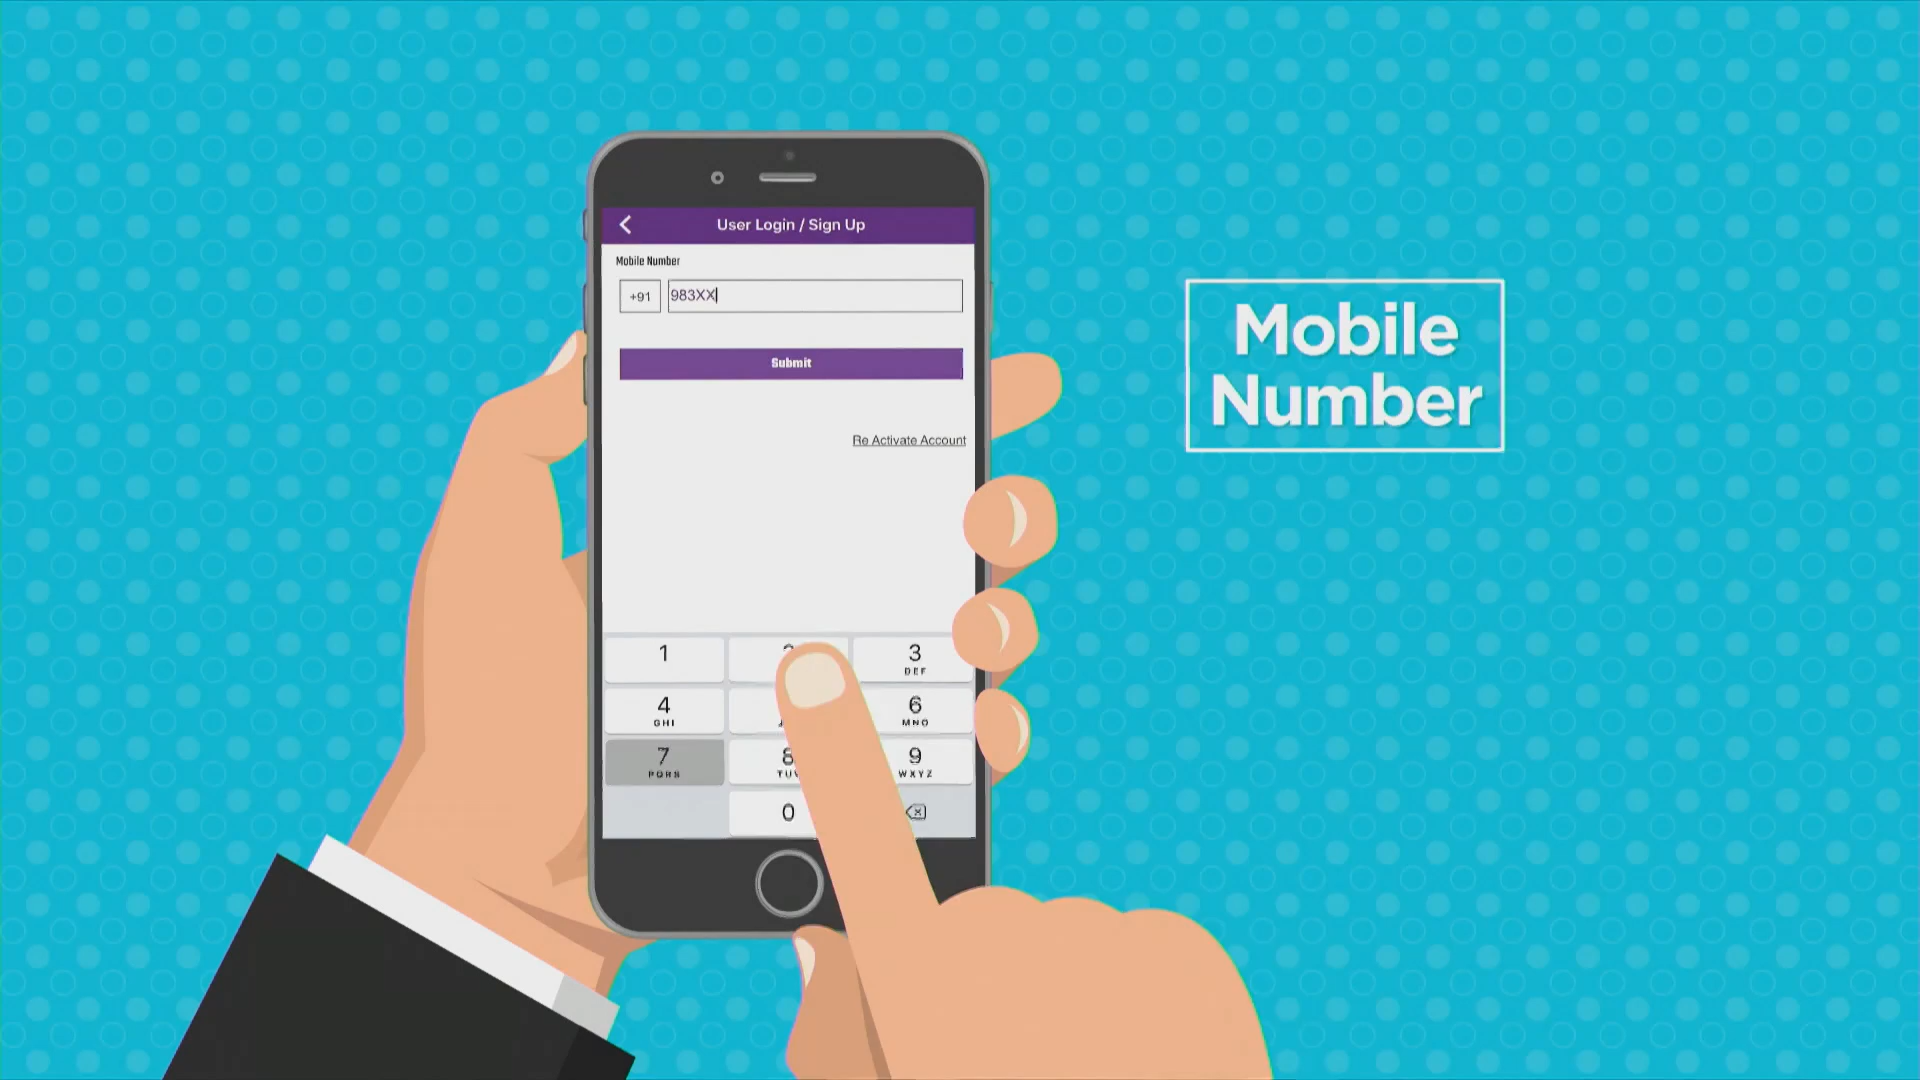 User Login / Sign Up
Mobile Number
+91 983XX
Submit
Re Activate Account
Mobile
Number
1
3
DEF
4
GHI
6
MNO
7
PQRS
8
TUV
9
WXYZ
0